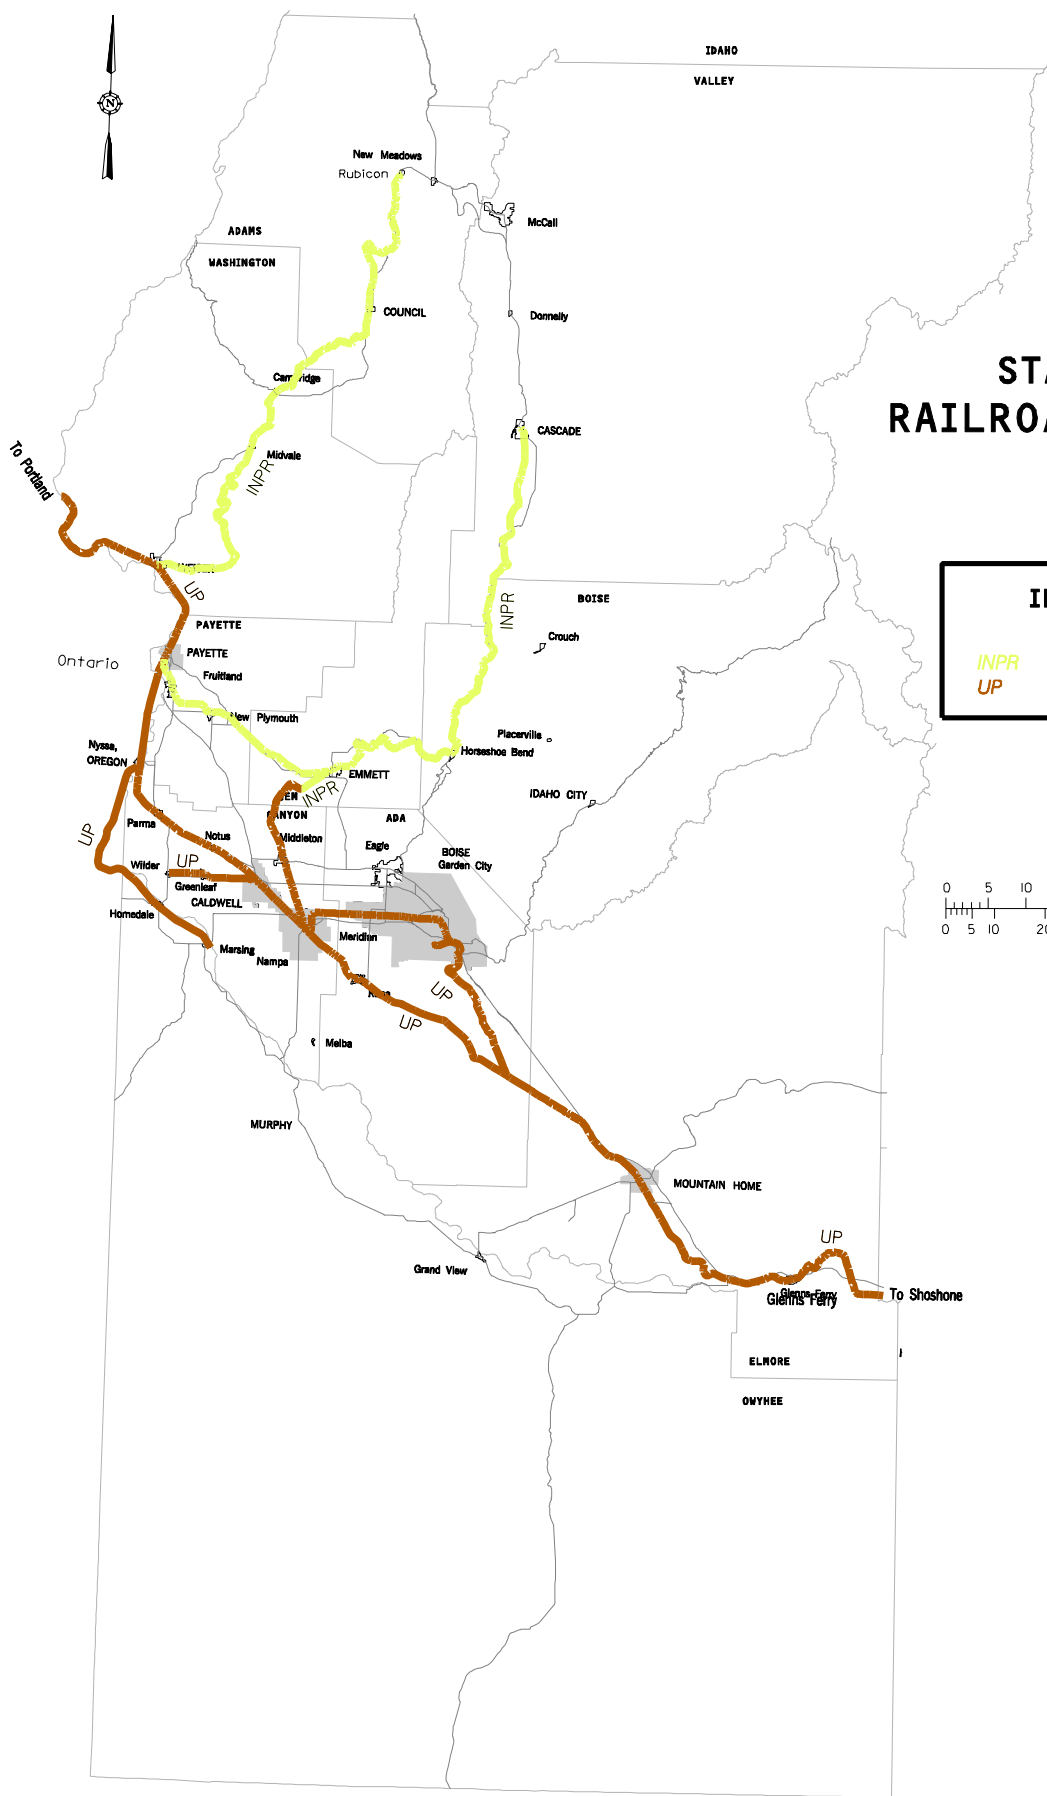 IDAHO
VALLEY
N
New Meadows
Rubicon
McCall
ADAMS
WASHINGTON
COUNCIL
Donnelly
CASCADE
Midvale
INPR
To Portland
UP
INPR
BOISE
PAYETTE
PAYETTE
Crouch
Ontario
Fruitland
New Plymouth
Placerville
Horseshoe Bend
Nyssa,
OREGON
EMMETT
INPR
IDAHO CITY
ADA
Parma
Notus
Middleton
Eagle
BOISE
Garden City
UP
Wilder
UP
Greenleaf
CALDWELL
Homedale
Marsing
Nampa
Meridian
UP
UP
Melba
MURPHY
MOUNTAIN HOME
Grand View
UP
Glenns Ferry
Glenns Ferry
To Shoshone
ELMORE
OWYHEE
RAILROA
INPR
UP
0 5 10
0 5 10 20